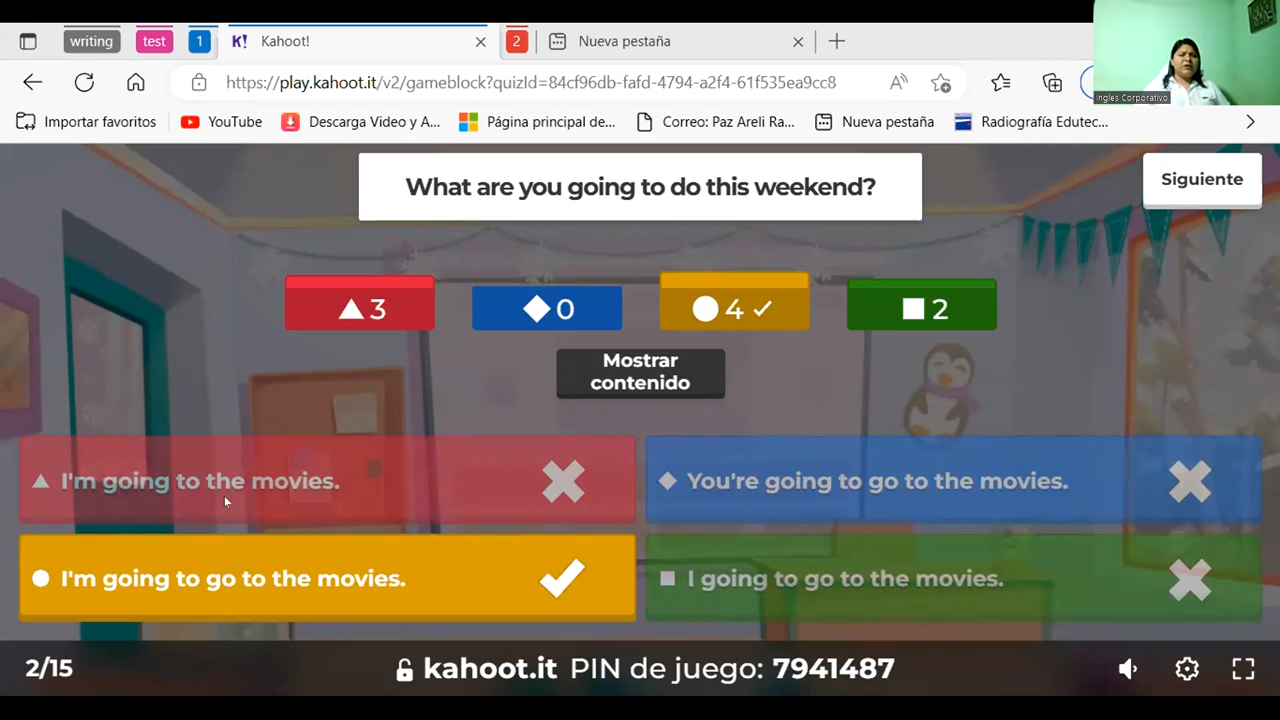 writing
test
1
K! Kahoot!
2
Nueva pestaña
https://play.kahoot.it/v2/gameblock?quizId=84cf96db-fafd-4794-a2f4-61f535ea9cc8
Ingles Corporativo
Importar favoritos
YouTube
Descarga Video y A...
Página principal de...
Correo: Paz Areli Ra...
Nueva pestaña
Radiografía Edutec...
What are you going to do this weekend?
Siguiente
3
0
4
2
Mostrar
contenido
I'm going to the movies.
You're going to go to the movies.
I'm going to go to the movies.
I going to go to the movies.
2/15
kahoot.it PIN de juego: 7941487